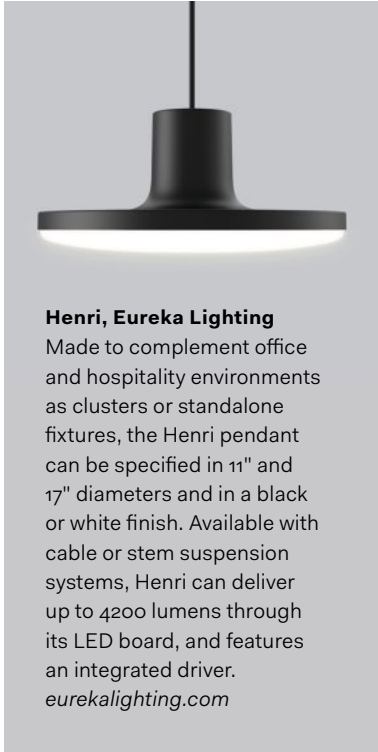 Henri, Eureka Lighting
Made to complement office
and hospitality environments
as clusters or standalone
fixtures, the Henri pendant
can be specified in 11" and
17" diameters and in a black
or white finish. Available with
cable or stem suspension
systems, Henri can deliver
up to 4200 lumens through
its LED board, and features
an integrated driver.
eurekalighting.com